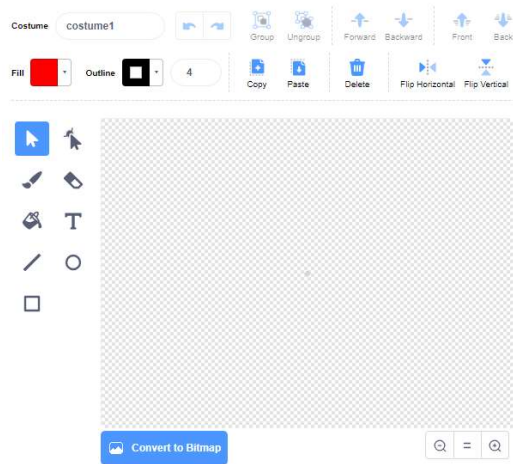 Costume costume1
Group Ungroup Forward Backward Front Back
Fill Outline 4
Copy Paste Delete Flip Horizontal Flip Vertical
T
Convert to Bitmap